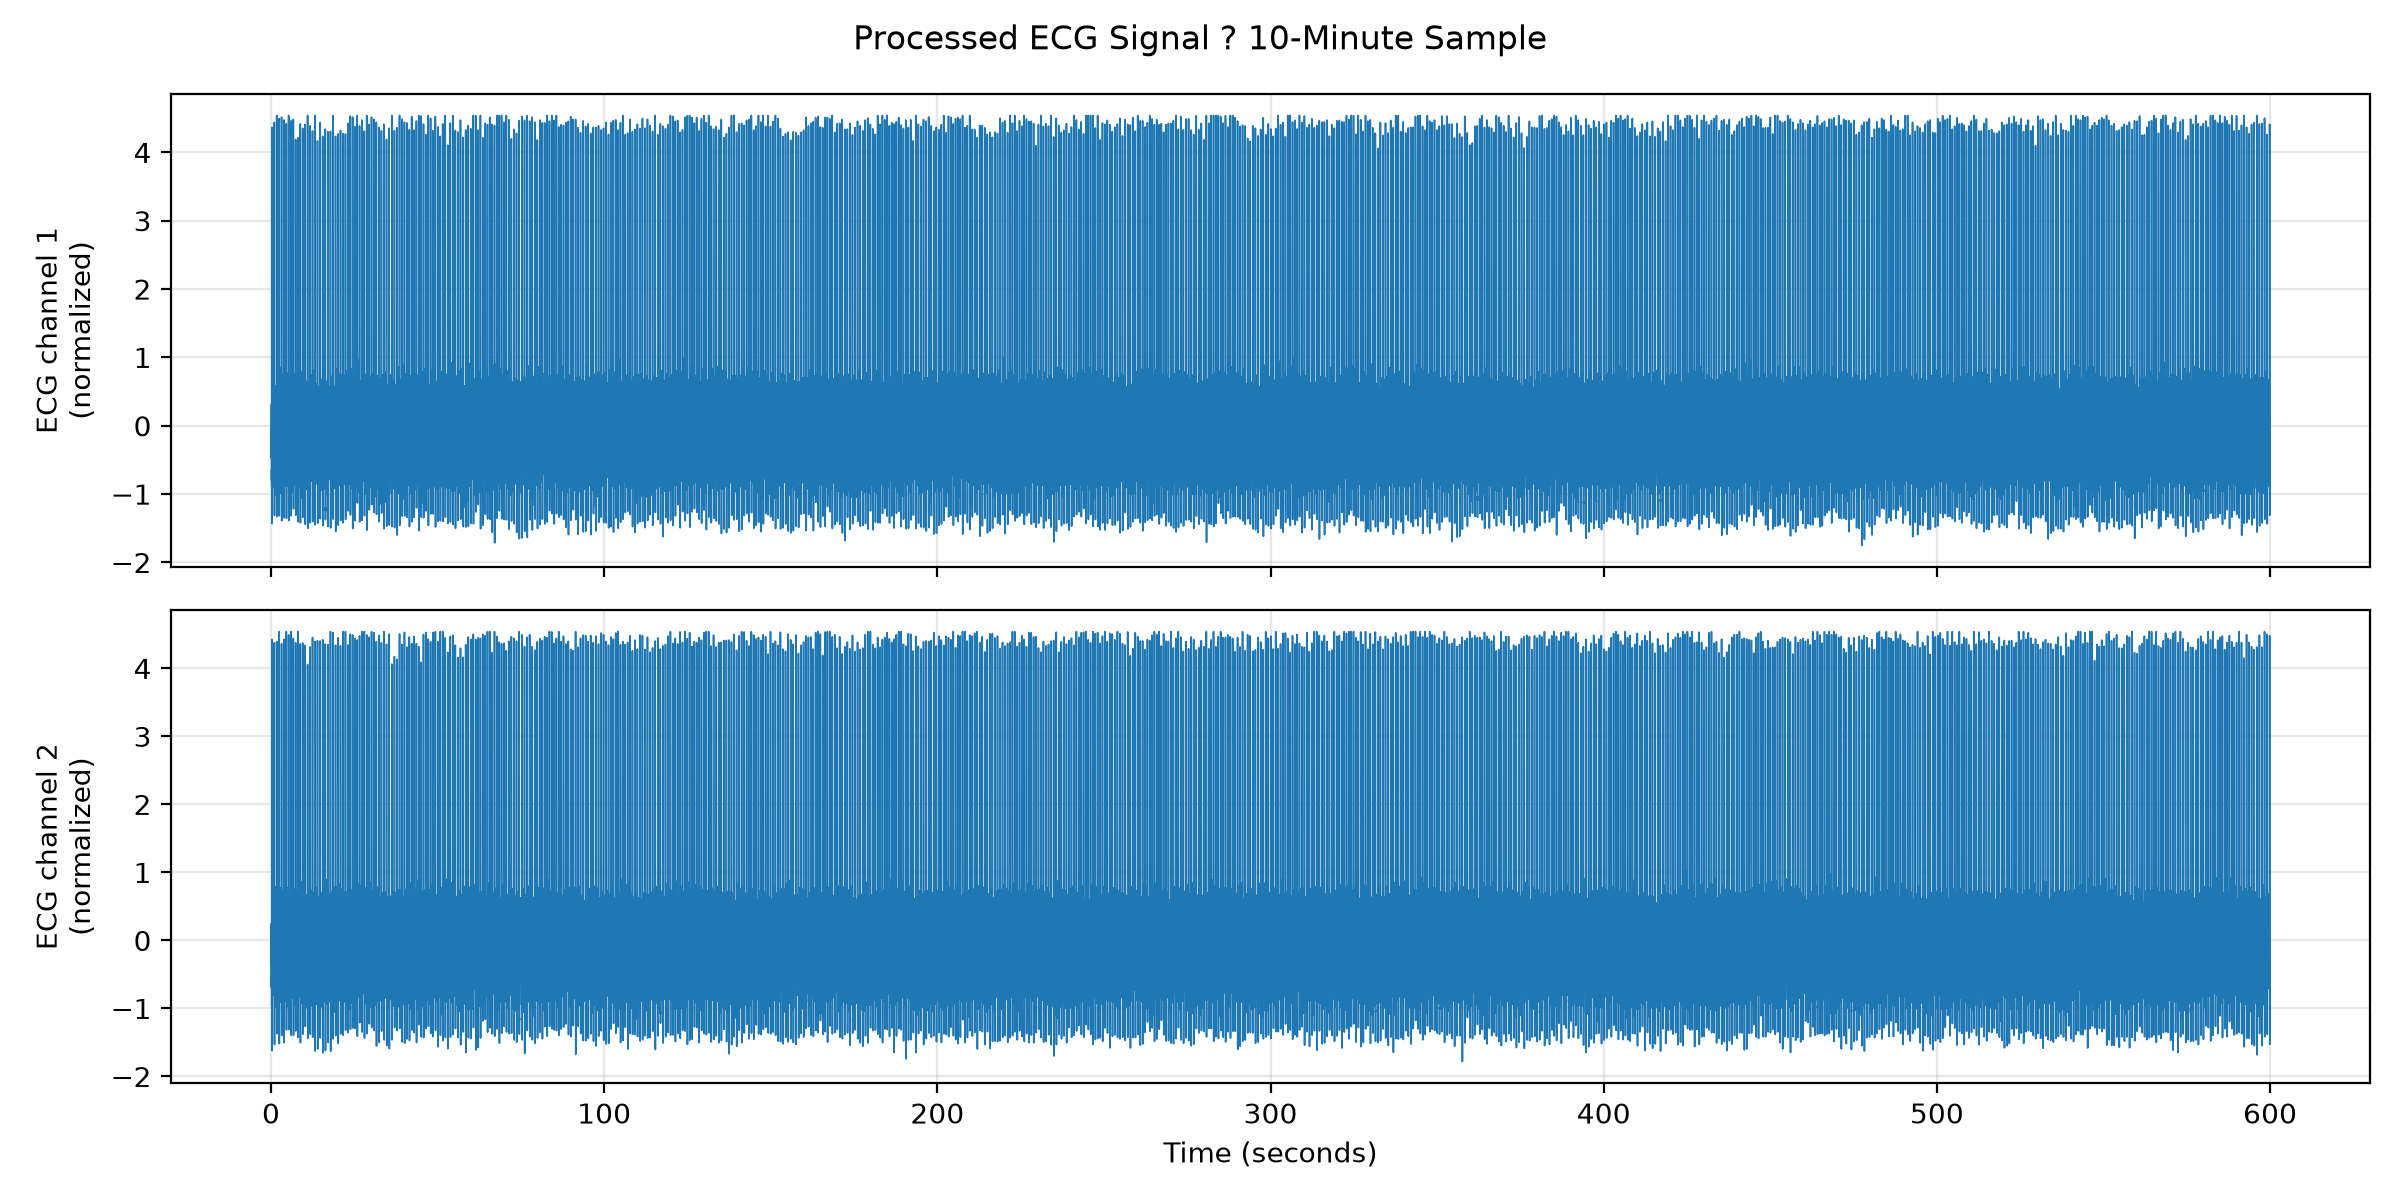 Processed ECG Signal ? 10-Minute Sample
ECG channel 1
(normalized)
4
3
2
1
0
−1
−2
ECG channel 2
(normalized)
4
3
2
1
0
−1
−2
0 100 200 300 400 500 600
Time (seconds)